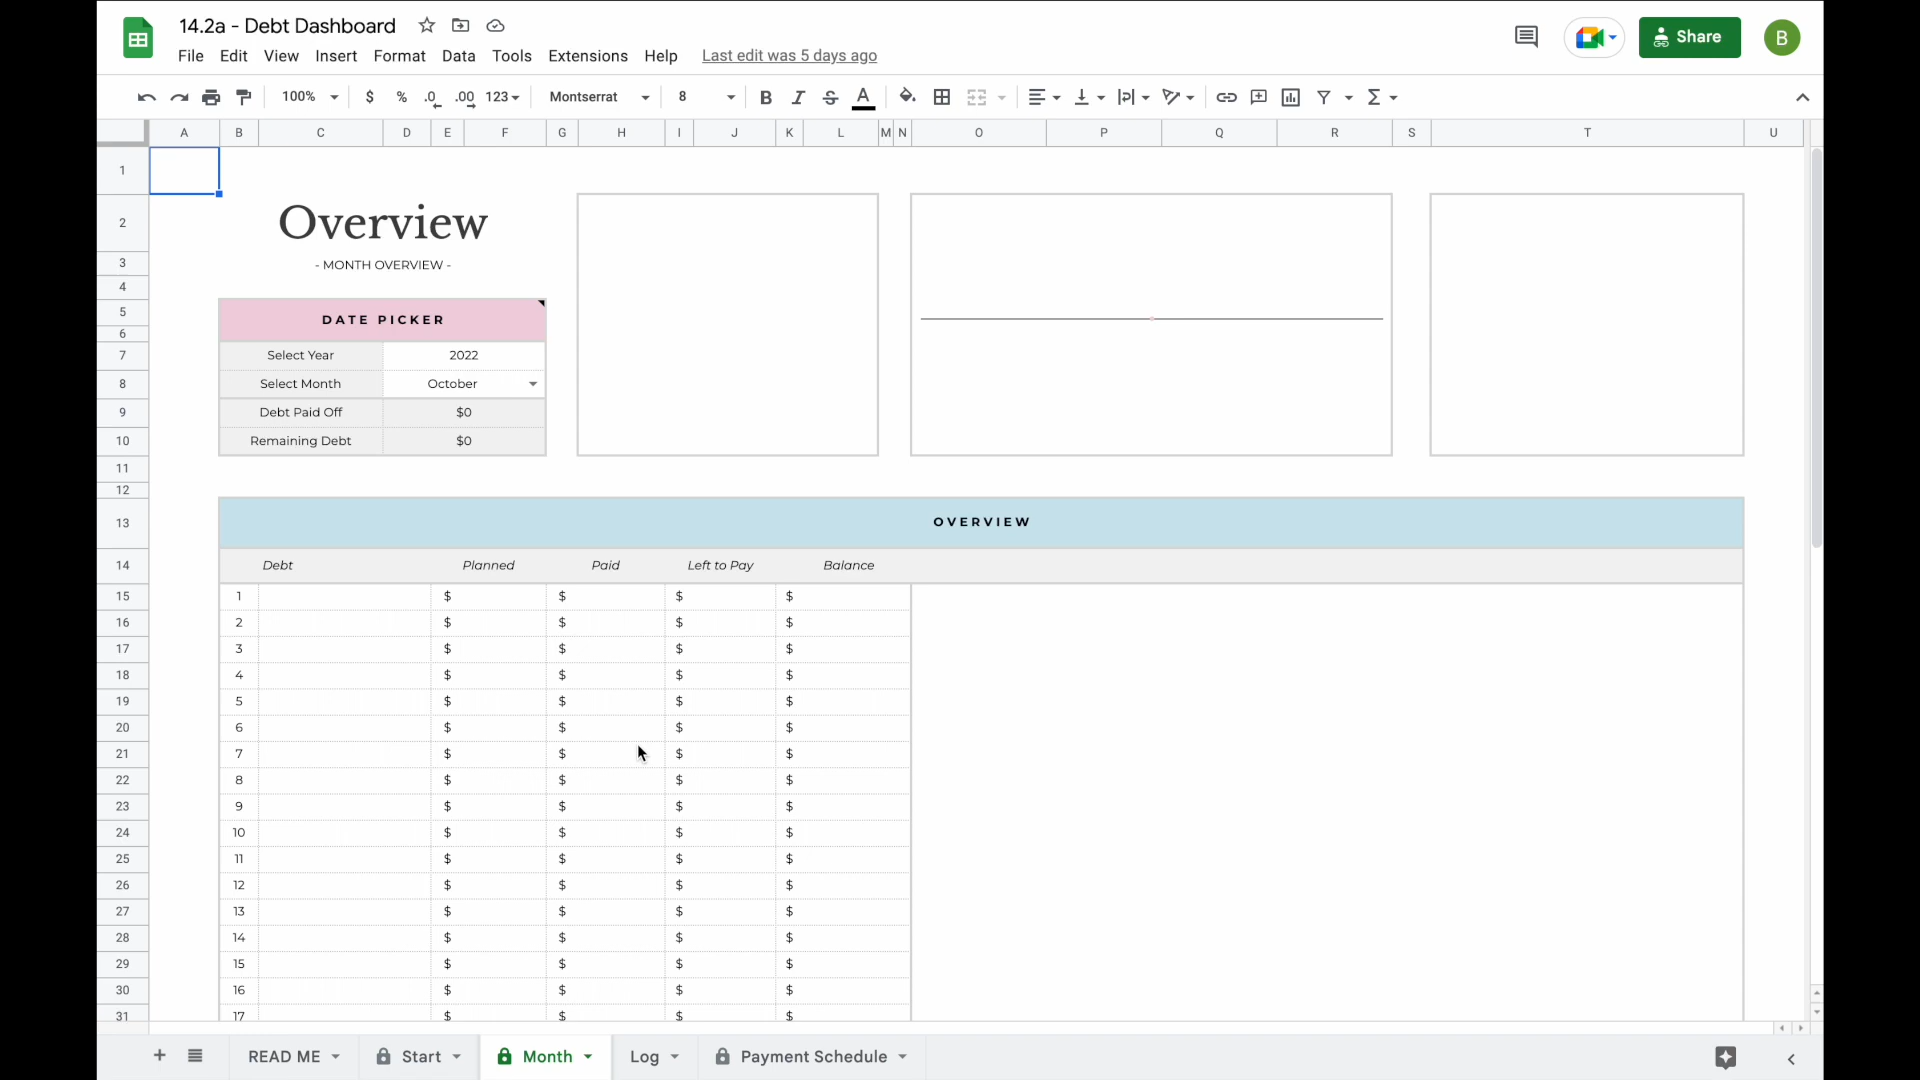 14.2a - Debt Dashboard
File Edit View Insert Format Data Tools Extensions Help Last edit was 5 days ago
Share
B
100% $ % .0 .00 123 Montserrat 8 B I S A Σ
A B C D E F G H I J K L M N O P Q R S T U
1
2 Overview
3 - MONTH OVERVIEW -
4
5 DATE PICKER
6
7 Select Year 2022
8 Select Month October
9 Debt Paid Off $0
10 Remaining Debt $0
11
12
13 OVERVIEW
14 Debt Planned Paid Left to Pay Balance
15 1 $ $ $ $
16 2 $ $ $ $
17 3 $ $ $ $
18 4 $ $ $ $
19 5 $ $ $ $
20 6 $ $ $ $
21 7 $ $ $ $
22 8 $ $ $ $
23 9 $ $ $ $
24 10 $ $ $ $
25 11 $ $ $ $
26 12 $ $ $ $
27 13 $ $ $ $
28 14 $ $ $ $
29 15 $ $ $ $
30 16 $ $ $ $
31 17 $ $ $ $
READ ME Start Month Log Payment Schedule